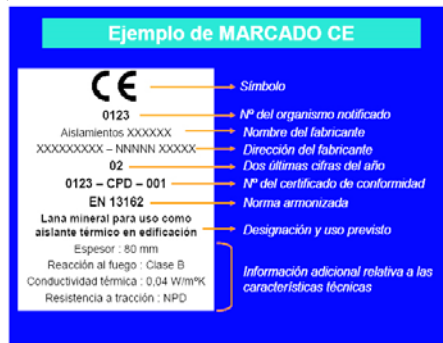 Ejemplo de MARCADO CE
CE
Símbolo
0123
Nº del organismo notificado
Aislamientos XXXXXX
Nombre del fabricante
XXXXXXXXX – NNNNN XXXXX
Dirección del fabricante
02
Dos últimas cifras del año
0123 – CPD – 001
Nº del certificado de conformidad
EN 13162
Norma armonizada
Lana mineral para uso como
aislante térmico en edificación
Designación y uso previsto
Espesor : 80 mm
Reacción al fuego : Clase B
Conductividad térmica : 0,04 W/mºK
Resistencia a tracción : NPD
Información adicional relativa a las
características técnicas